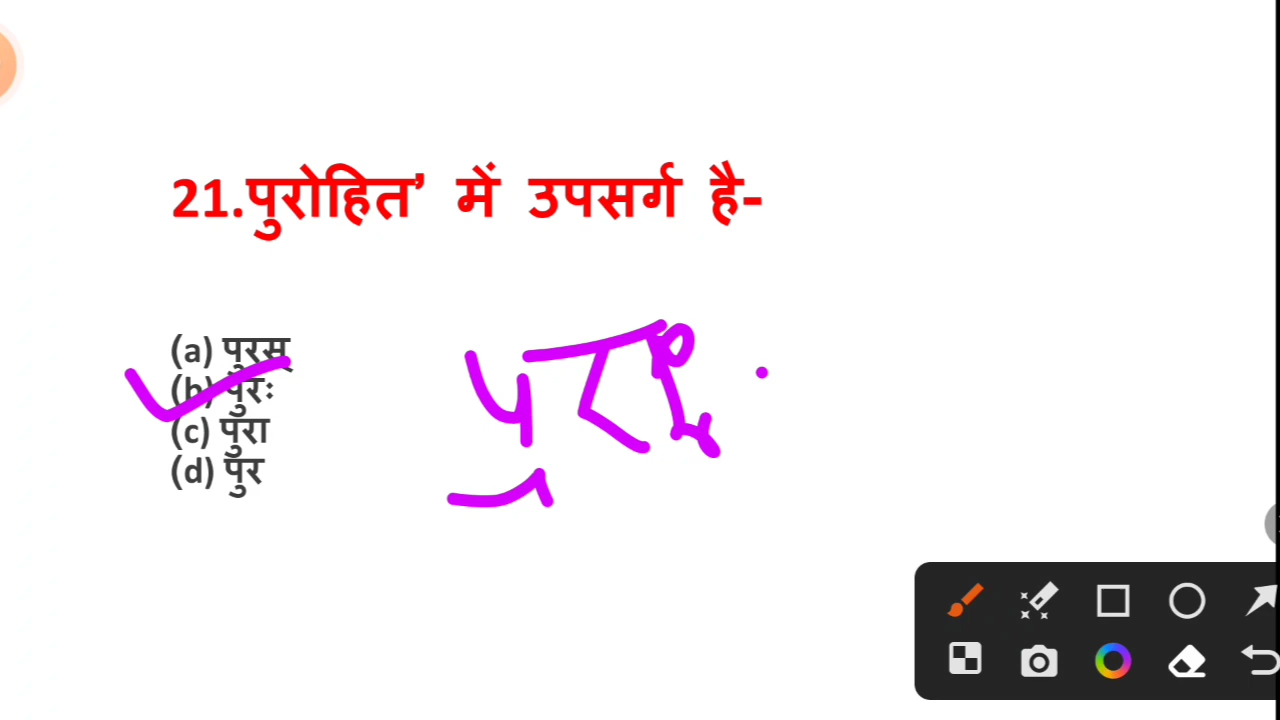 21.पुरोहित’ में उपसर्ग है-
(a) पुरस्
(b) पुरः
(c) पुरा
(d) पुर